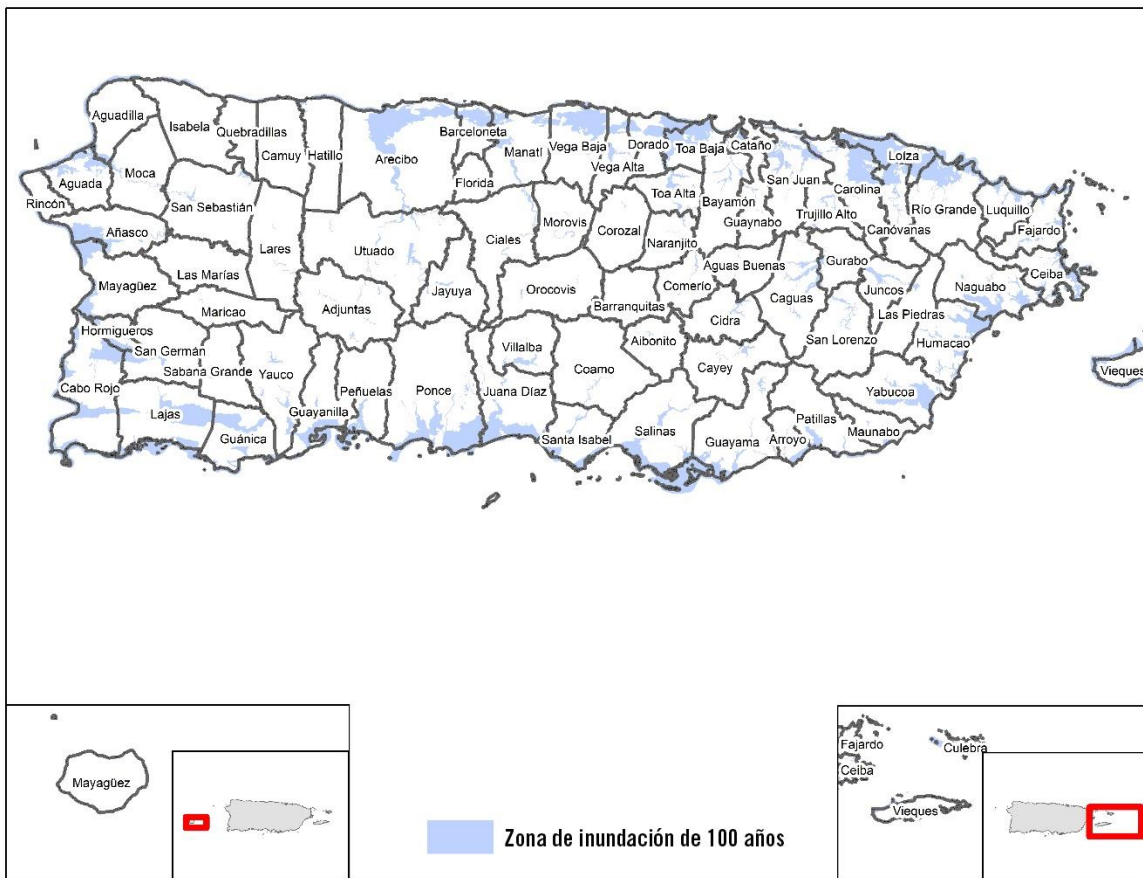 Aguadilla
Isabela
Quebradillas
Camuy
Hatillo
Arecibo
Barceloneta
Manatí
Vega Baja
Dorado
Toa Baja
Cataño
Loíza
Moca
Aguada
Rincón
San Sebastián
Florida
Vega Alta
Toa Alta
Bayamón
San Juan
Carolina
Trujillo Alto
Guaynabo
Canóvanas
Río Grande
Luquillo
Fajardo
Añasco
Lares
Utuado
Ciales
Morovis
Corozal
Naranjito
Las Marías
Mayagüez
Maricao
Adjuntas
Jayuya
Orocovis
Barranquitas
Comerío
Aguas Buenas
Caguas
Gurabo
Juncos
Las Piedras
Naguabo
Ceiba
Hormigueros
San Germán
Sabana Grande
Yauco
Guayanilla
Peñuelas
Ponce
Villalba
Juana Díaz
Coamo
Aibonito
Cidra
Cayey
San Lorenzo
Humacao
Yabucoa
Vieques
Cabo Rojo
Lajas
Guánica
Santa Isabel
Salinas
Guayama
Arroyo
Patillas
Maunabo
Mayagüez
Zona de inundación de 100 años
Fajardo
Ceiba
Culebra
Vieques